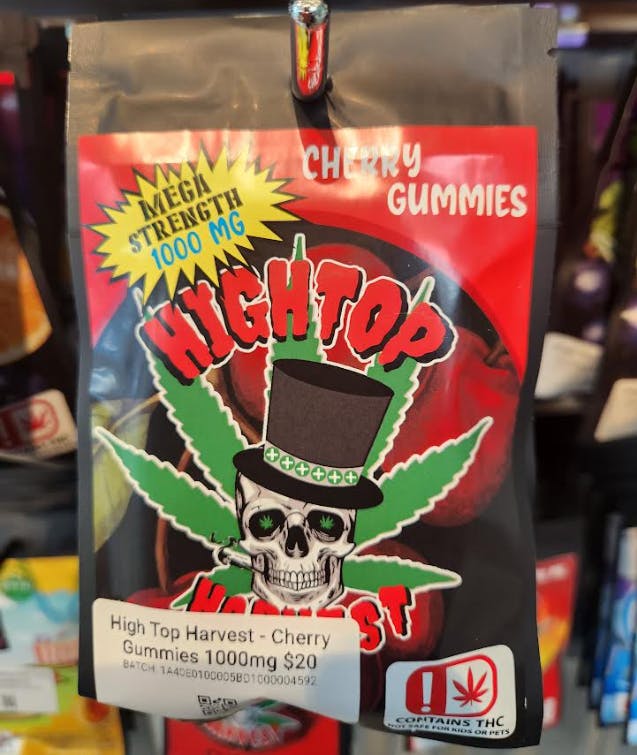 CHERRY
GUMMIES
MEGA
STRENGTH
1000 MG
HIGHTOP
HARVEST
High Top Harvest - Cherry
Gummies 1000mg $20
BATCH: 1A40E0100005BD1000004592
CONTAINS THC
NOT SAFE FOR KIDS OR PETS